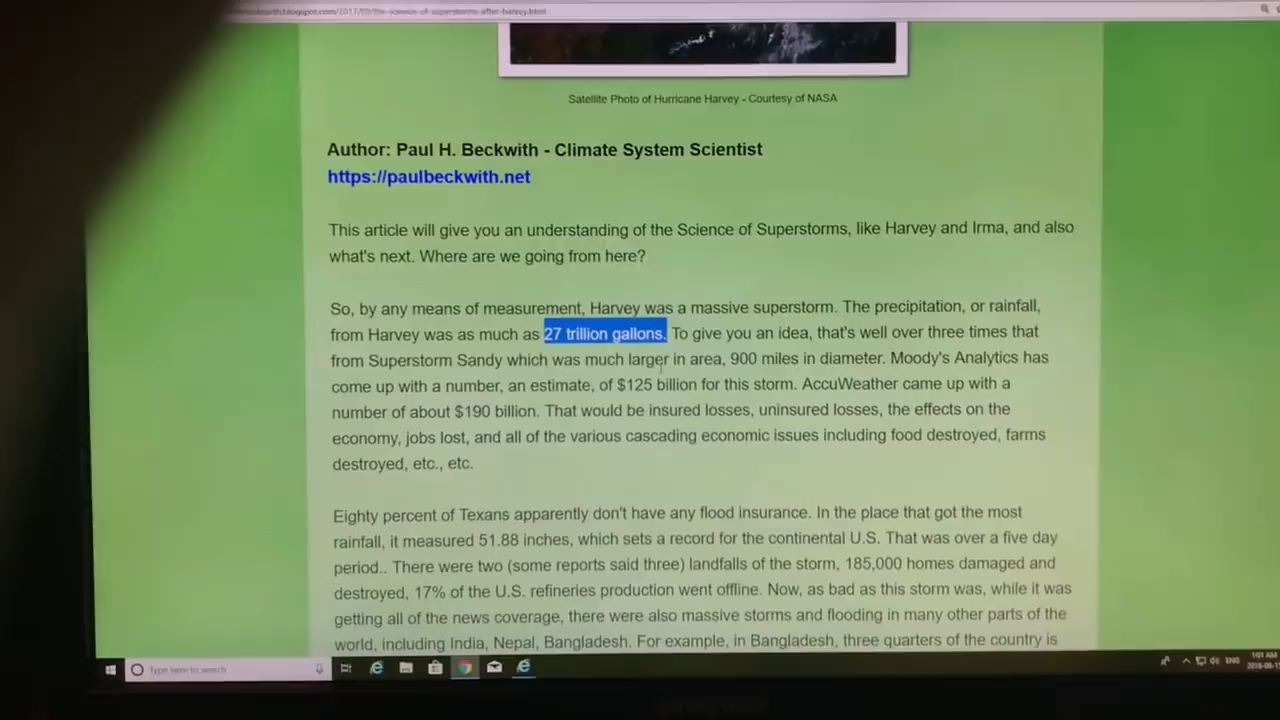 Satellite Photo of Hurricane Harvey - Courtesy of NASA
Author: Paul H. Beckwith - Climate System Scientist
https://paulbeckwith.net
This article will give you an understanding of the Science of Superstorms, like Harvey and Irma, and also
what's next. Where are we going from here?
So, by any means of measurement, Harvey was a massive superstorm. The precipitation, or rainfall,
from Harvey was as much as 27 trillion gallons. To give you an idea, that's well over three times that
from Superstorm Sandy which was much larger in area, 900 miles in diameter. Moody's Analytics has
come up with a number, an estimate, of $125 billion for this storm. AccuWeather came up with a
number of about $190 billion. That would be insured losses, uninsured losses, the effects on the
economy, jobs lost, and all of the various cascading economic issues including food destroyed, farms
destroyed, etc., etc.
Eighty percent of Texans apparently don't have any flood insurance. In the place that got the most
rainfall, it measured 51.88 inches, which sets a record for the continental U.S. That was over a five day
period.. There were two (some reports said three) landfalls of the storm, 185,000 homes damaged and
destroyed, 17% of the U.S. refineries production went offline. Now, as bad as this storm was, while it was
getting all of the news coverage, there were also massive storms and flooding in many other parts of the
world, including India, Nepal, Bangladesh. For example, in Bangladesh, three quarters of the country is
Type here to search
ENG
1:01 AM